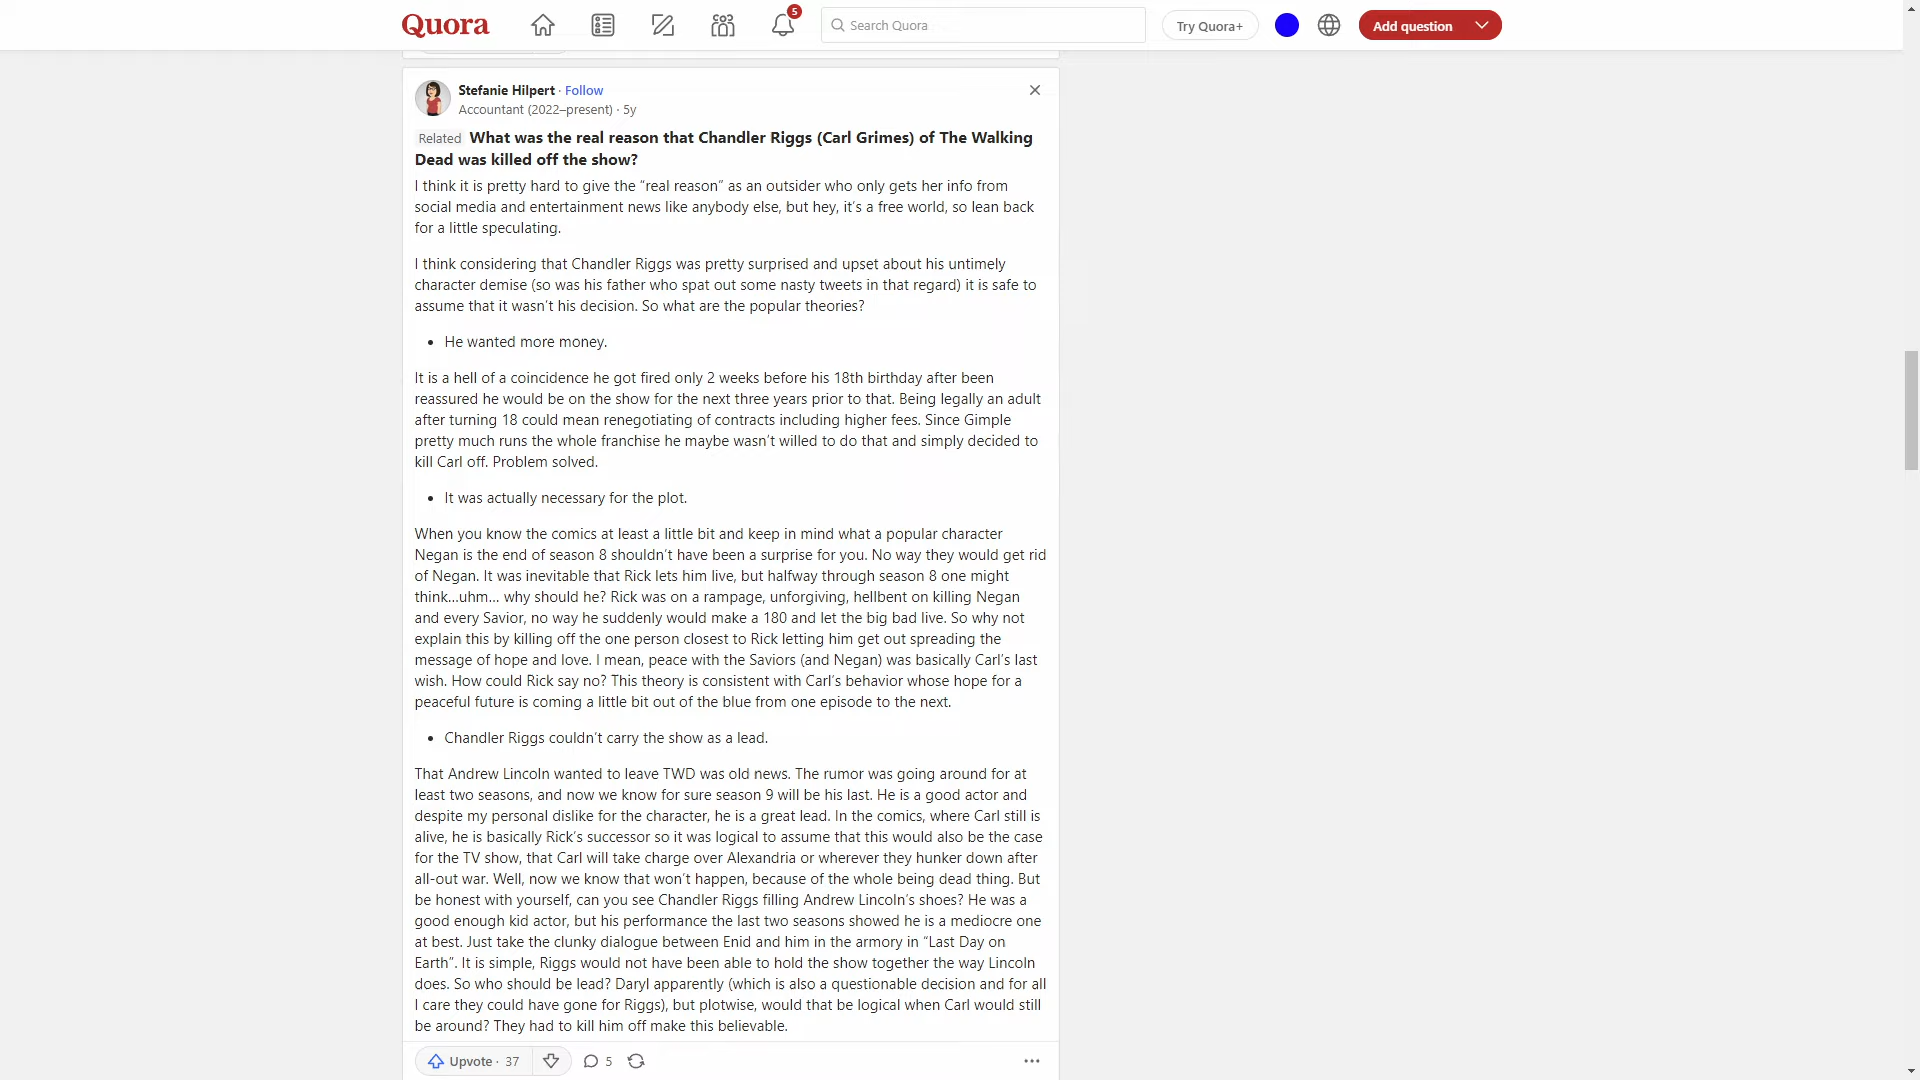 Quora
5
Search Quora
Try Quora+
Add question
Stefanie Hilpert · Follow
Accountant (2022–present) · 5y
Related What was the real reason that Chandler Riggs (Carl Grimes) of The Walking
Dead was killed off the show?
I think it is pretty hard to give the “real reason” as an outsider who only gets her info from
social media and entertainment news like anybody else, but hey, it’s a free world, so lean back
for a little speculating.
I think considering that Chandler Riggs was pretty surprised and upset about his untimely
character demise (so was his father who spat out some nasty tweets in that regard) it is safe to
assume that it wasn’t his decision. So what are the popular theories?
• He wanted more money.
It is a hell of a coincidence he got fired only 2 weeks before his 18th birthday after been
reassured he would be on the show for the next three years prior to that. Being legally an adult
after turning 18 could mean renegotiating of contracts including higher fees. Since Gimple
pretty much runs the whole franchise he maybe wasn’t willed to do that and simply decided to
kill Carl off. Problem solved.
• It was actually necessary for the plot.
When you know the comics at least a little bit and keep in mind what a popular character
Negan is the end of season 8 shouldn’t have been a surprise for you. No way they would get rid
of Negan. It was inevitable that Rick lets him live, but halfway through season 8 one might
think…uhm… why should he? Rick was on a rampage, unforgiving, hellbent on killing Negan
and every Savior, no way he suddenly would make a 180 and let the big bad live. So why not
explain this by killing off the one person closest to Rick letting him get out spreading the
message of hope and love. I mean, peace with the Saviors (and Negan) was basically Carl’s last
wish. How could Rick say no? This theory is consistent with Carl’s behavior whose hope for a
peaceful future is coming a little bit out of the blue from one episode to the next.
• Chandler Riggs couldn’t carry the show as a lead.
That Andrew Lincoln wanted to leave TWD was old news. The rumor was going around for at
least two seasons, and now we know for sure season 9 will be his last. He is a good actor and
despite my personal dislike for the character, he is a great lead. In the comics, where Carl still is
alive, he is basically Rick’s successor so it was logical to assume that this would also be the case
for the TV show, that Carl will take charge over Alexandria or wherever they hunker down after
all-out war. Well, now we know that won’t happen, because of the whole being dead thing. But
be honest with yourself, can you see Chandler Riggs filling Andrew Lincoln’s shoes? He was a
good enough kid actor, but his performance the last two seasons showed he is a mediocre one
at best. Just take the clunky dialogue between Enid and him in the armory in “Last Day on
Earth”. It is simple, Riggs would not have been able to hold the show together the way Lincoln
does. So who should be lead? Daryl apparently (which is also a questionable decision and for all
I care they could have gone for Riggs), but plotwise, would that be logical when Carl would still
be around? They had to kill him off make this believable.
Upvote · 37
5